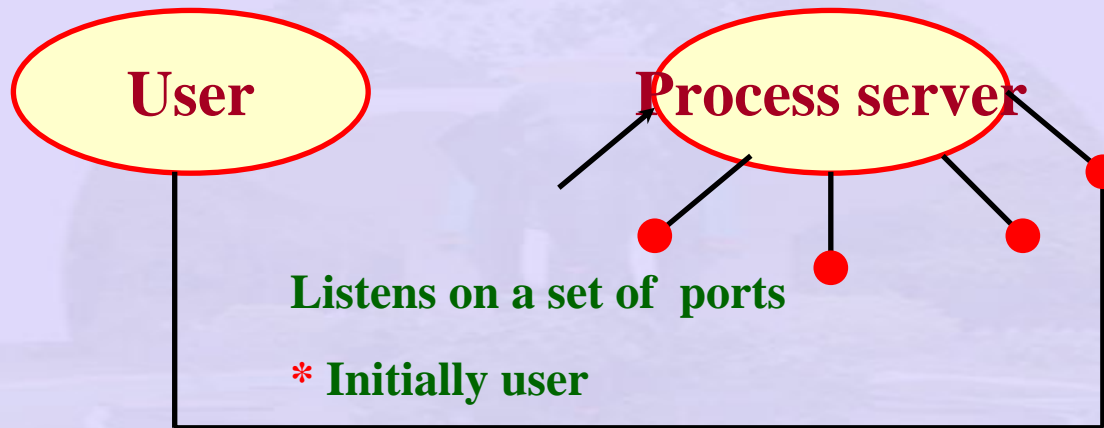 User
Process server
Listens on a set of ports
* Initially user